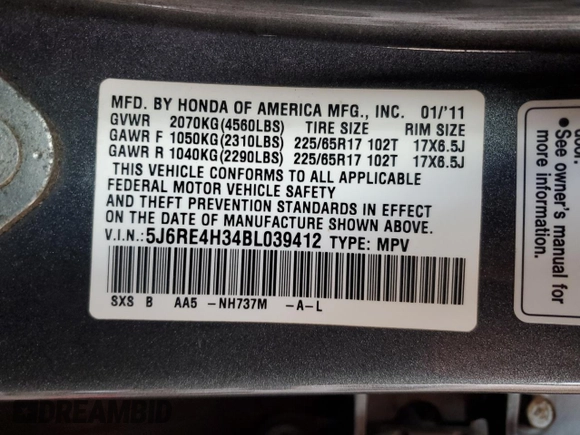 MFD. BY HONDA OF AMERICA MFG., INC. 01/'11
GVWR 2070KG(4560LBS) TIRE SIZE RIM SIZE
GAWR F 1050KG(2310LBS) 225/65R17 102T 17X6.5J
GAWR R 1040KG(2290LBS) 225/65R17 102T 17X6.5J
THIS VEHICLE CONFORMS TO ALL APPLICABLE
FEDERAL MOTOR VEHICLE SAFETY
AND THEFT PREVENTION STANDARDS IN EFFECT
ON THE DATE OF MANUFACTURE SHOWN ABOVE.
V.I.N.: 5J6RE4H34BL039412 TYPE: MPV
SXS B AA5 -NH737M -A-L
•See
owner's manual for
more information.
DREAMBID